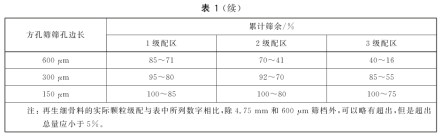 表 1(续)
方孔筛筛孔边长
累计筛余/%
1 级配区 2 级配区 3 级配区
600 μm 85~71 70~41 40~16
300 μm 95~80 92~70 85~55
150 μm 100~85 100~80 100~75
注：再生细骨料的实际颗粒级配与表中所列数字相比，除 4.75 mm 和 600 μm 筛档外，可以略有超出，但是超出
总量应小于 5%。